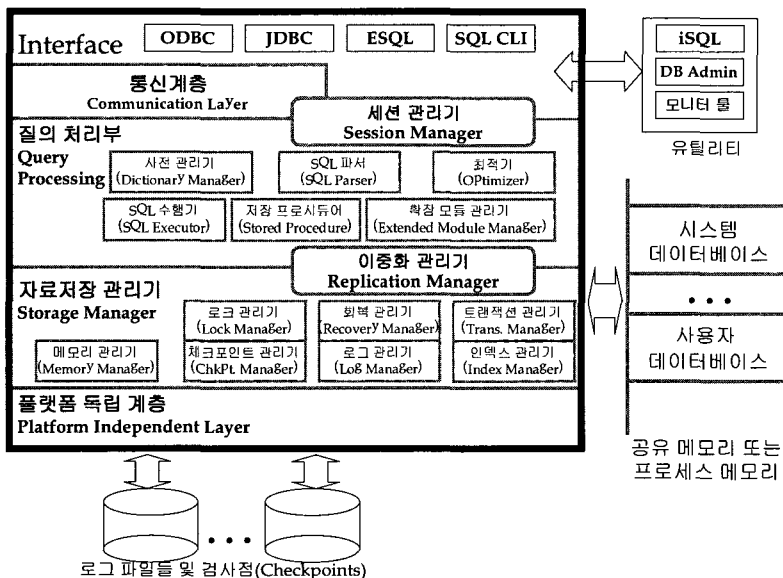 Interface
ODBC
JDBC
ESQL
SQL CLI
통신계층
Communication Layer
세션 관리기
Session Manager
질의 처리부
Query
Processing
사전 관리기
(Dictionary Manager)
SQL 파서
(SQL Parser)
최적기
(OPtimizer)
SQL 수행기
(SQL Executor)
저장 프로시듀어
(Stored Procedure)
확장 모듈 관리기
(Extended Module Manager)
이중화 관리기
Replication Manager
자료저장 관리기
Storage Manager
로크 관리기
(Lock Manager)
회복 관리기
(Recovery Manager)
트랜잭션 관리기
(Trans. Manager)
메모리 관리기
(Memory Manager)
체크포인트 관리기
(ChkPt. Manager)
로그 관리기
(Log Manager)
인덱스 관리기
(Index Manager)
플랫폼 독립 계층
Platform Independent Layer
iSQL
DB Admin
모니터 툴
유틸리티
시스템
데이터베이스
• • •
사용자
데이터베이스
공유 메모리 또는
프로세스 메모리
• • •
로그 파일들 및 검사점(Checkpoints)